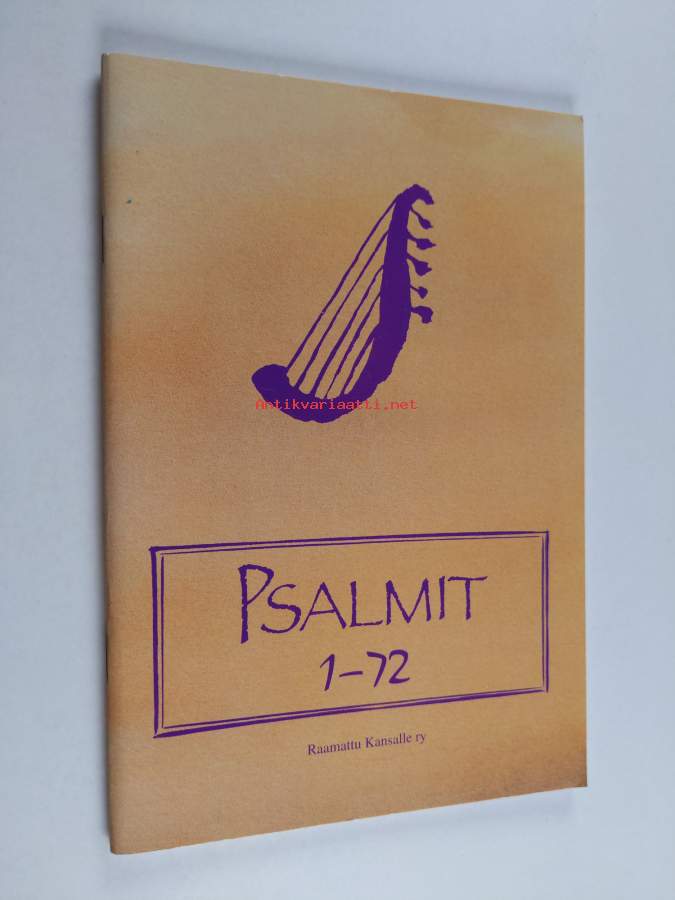 Antikvariaatti.net
PSALMIT
1–72
Raamattu Kansalle ry